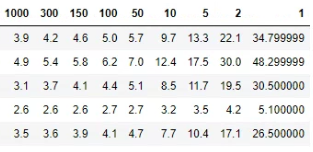 1000 300 150 100 50 10 5 2 1
3.9 4.2 4.6 5.0 5.7 9.7 13.3 22.1 34.799999
4.9 5.4 5.8 6.2 7.0 12.4 17.5 30.0 48.299999
3.1 3.7 4.1 4.4 5.1 8.5 11.7 19.5 30.500000
2.6 2.6 2.6 2.7 2.7 3.2 3.5 4.2 5.100000
3.5 3.6 3.9 4.1 4.7 7.7 10.4 17.1 26.500000